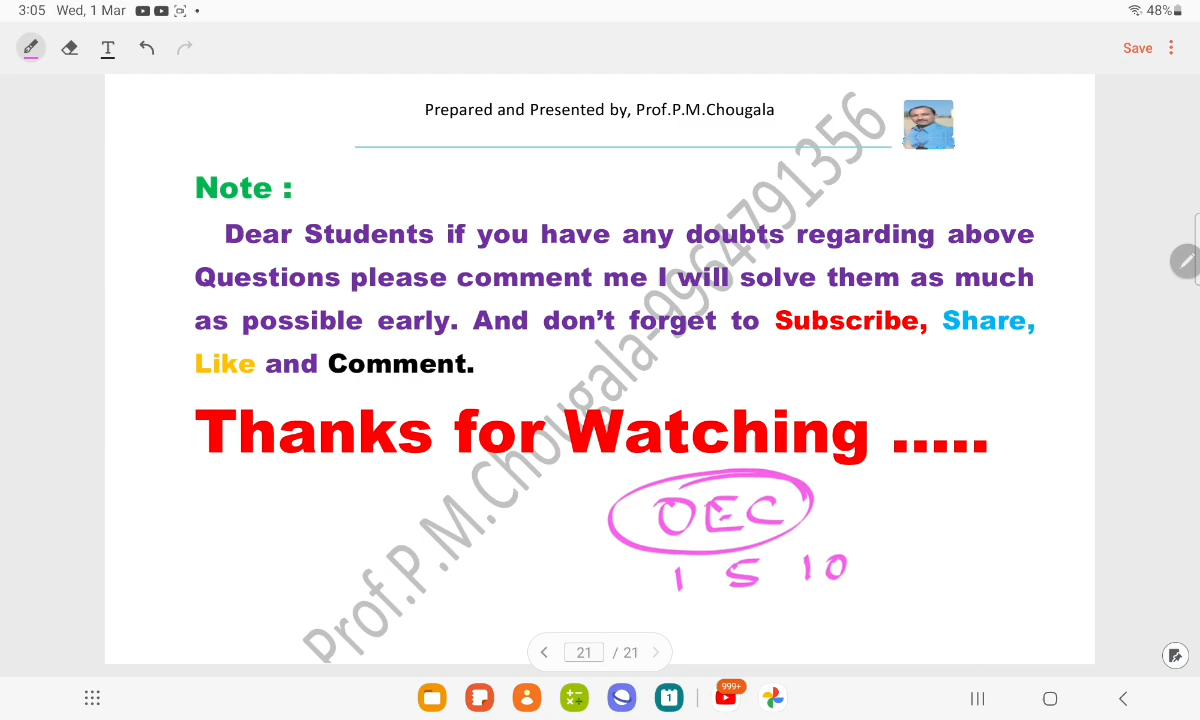 3:05 Wed, 1 Mar
48%
Save
Prepared and Presented by, Prof.P.M.Chougala
Note :
Dear Students if you have any doubts regarding above
Questions please comment me I will solve them as much
as possible early. And don’t forget to Subscribe, Share,
Like and Comment.
Thanks for Watching .....
Prof.P.M.Chougala-9964791356
OEC
1 5 10
21 / 21
1
999+